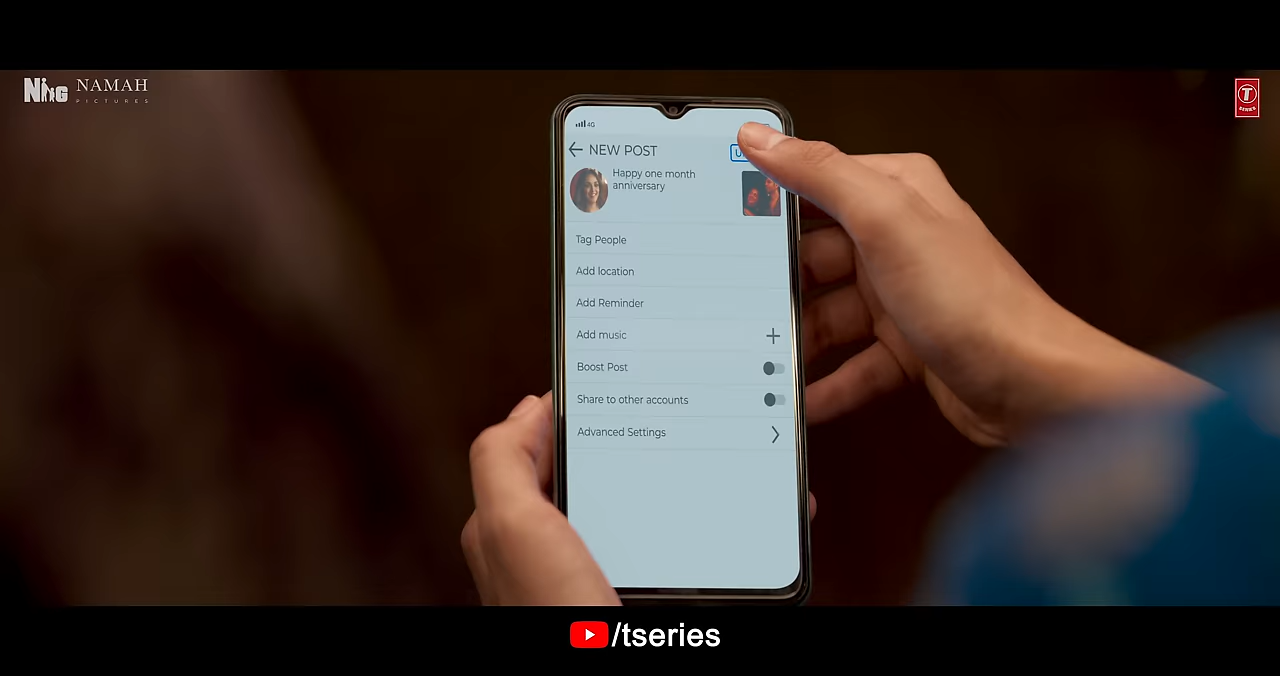 NAMAH
PICTURES
T
SERIES
4G
NEW POST
Happy one month
anniversary
Tag People
Add location
Add Reminder
Add music
Boost Post
Share to other accounts
Advanced Settings
/tseries